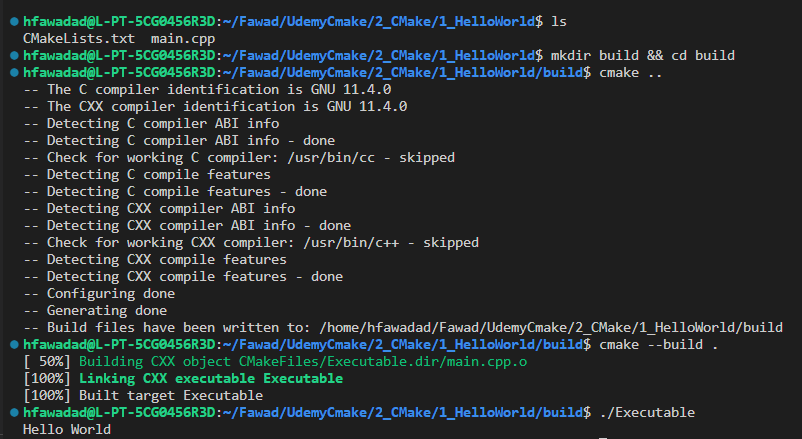 hfawadad@L-PT-5CG0456R3D:~/Fawad/UdemyCmake/2_CMake/1_HelloWorld$ ls
CMakeLists.txt  main.cpp
hfawadad@L-PT-5CG0456R3D:~/Fawad/UdemyCmake/2_CMake/1_HelloWorld$ mkdir build && cd build
hfawadad@L-PT-5CG0456R3D:~/Fawad/UdemyCmake/2_CMake/1_HelloWorld/build$ cmake ..
-- The C compiler identification is GNU 11.4.0
-- The CXX compiler identification is GNU 11.4.0
-- Detecting C compiler ABI info
-- Detecting C compiler ABI info - done
-- Check for working C compiler: /usr/bin/cc - skipped
-- Detecting C compile features
-- Detecting C compile features - done
-- Detecting CXX compiler ABI info
-- Detecting CXX compiler ABI info - done
-- Check for working CXX compiler: /usr/bin/c++ - skipped
-- Detecting CXX compile features
-- Detecting CXX compile features - done
-- Configuring done
-- Generating done
-- Build files have been written to: /home/hfawadad/Fawad/UdemyCmake/2_CMake/1_HelloWorld/build
hfawadad@L-PT-5CG0456R3D:~/Fawad/UdemyCmake/2_CMake/1_HelloWorld/build$ cmake --build .
[ 50%] Building CXX object CMakeFiles/Executable.dir/main.cpp.o
[100%] Linking CXX executable Executable
[100%] Built target Executable
hfawadad@L-PT-5CG0456R3D:~/Fawad/UdemyCmake/2_CMake/1_HelloWorld/build$ ./Executable
Hello World